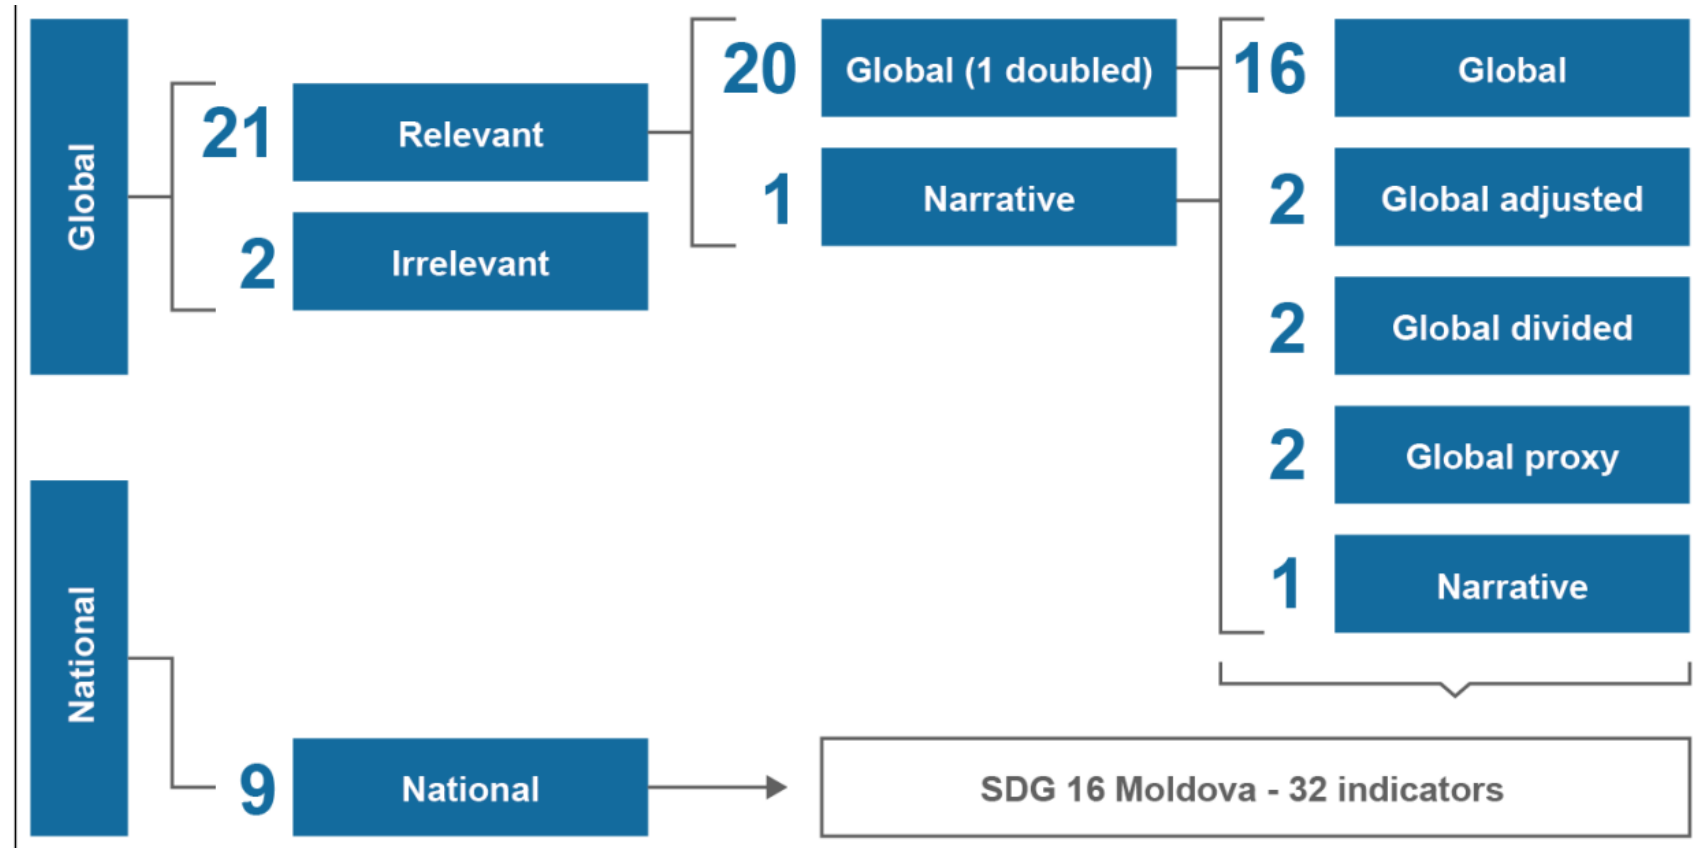 Global
21 Relevant
2 Irrelevant
20 Global (1 doubled)
1 Narrative
16 Global
2 Global adjusted
2 Global divided
2 Global proxy
1 Narrative
National
9 National
SDG 16 Moldova - 32 indicators